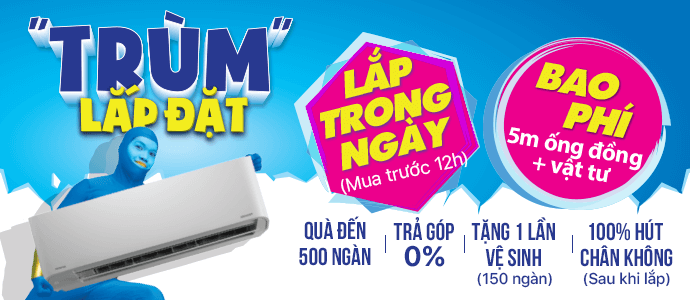 "TRÙM"
LẮP ĐẶT
LẮP
TRONG
NGÀY
(Mua trước 12h)
BAO
PHÍ
5m ống đồng
+ vật tư
QUÀ ĐẾN
500 NGÀN
TRẢ GÓP
0%
TẶNG 1 LẦN
VỆ SINH
(150 ngàn)
100% HÚT
CHÂN KHÔNG
(Sau khi lắp)